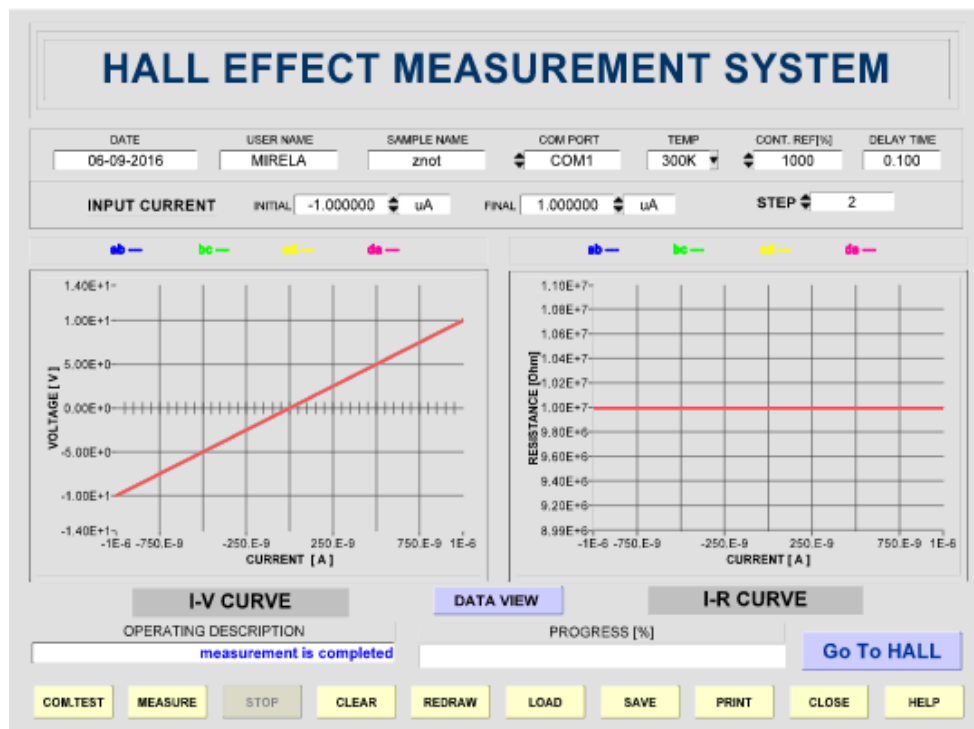 HALL EFFECT MEASUREMENT SYSTEM
DATE USER NAME SAMPLE NAME COM PORT TEMP CONT. REF[%] DELAY TIME
06-09-2016 MIRELA znot COM1 300K 1000 0.100
INPUT CURRENT INITIAL -1.000000 uA FINAL 1.000000 uA STEP 2
ab bc cd da
ab bc cd da
1.40E+1
1.00E+1
5.00E+0
0.00E+0
-5.00E+0
-1.00E+1
-1.40E+1
VOLTAGE [ V ]
-1E-6 -750.E-9 -250.E-9 250.E-9 750.E-9 1E-6
CURRENT [ A ]
1.10E+7
1.08E+7
1.06E+7
1.04E+7
1.02E+7
1.00E+7
9.80E+6
9.60E+6
9.40E+6
9.20E+6
8.99E+6
RESISTANCE [Ohm]
-1E-6 -750.E-9 -250.E-9 250.E-9 750.E-9 1E-6
CURRENT [ A ]
I-V CURVE DATA VIEW I-R CURVE
OPERATING DESCRIPTION PROGRESS [%]
measurement is completed
Go To HALL
COM.TEST MEASURE STOP CLEAR REDRAW LOAD SAVE PRINT CLOSE HELP